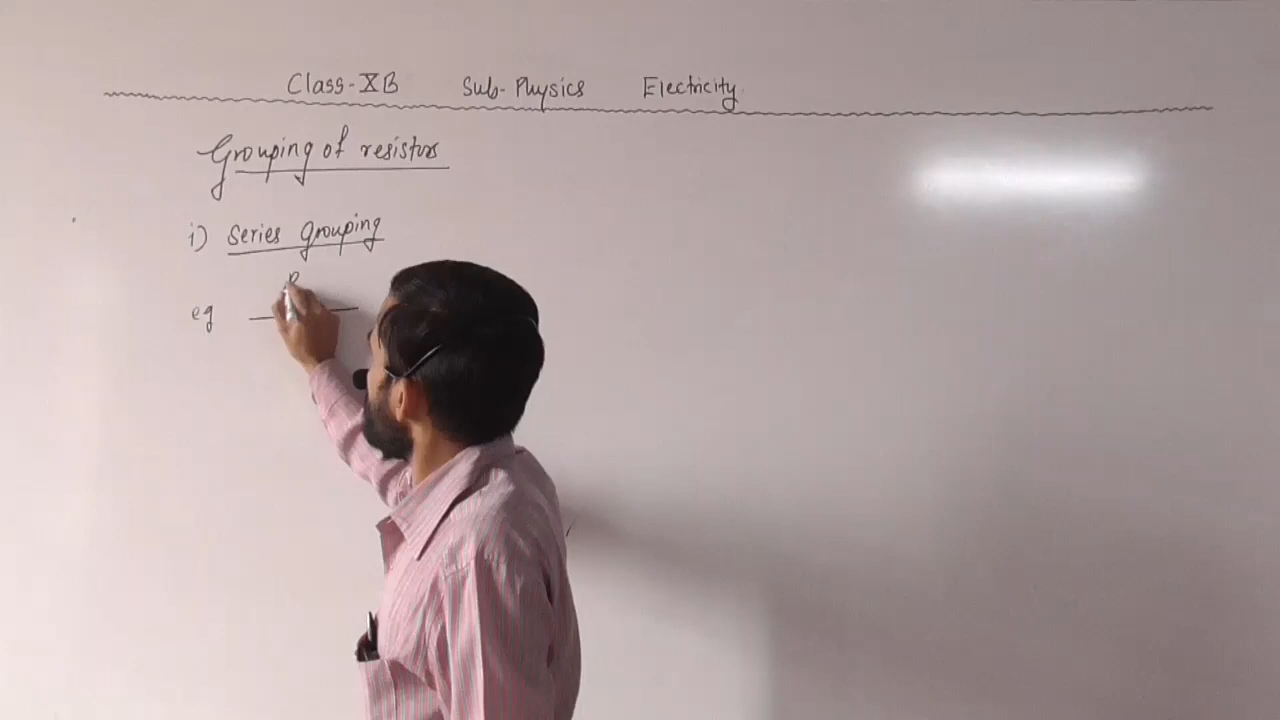 Class-XB Sub-Physics Electricity
Grouping of resistors
i) Series Grouping
R
eg